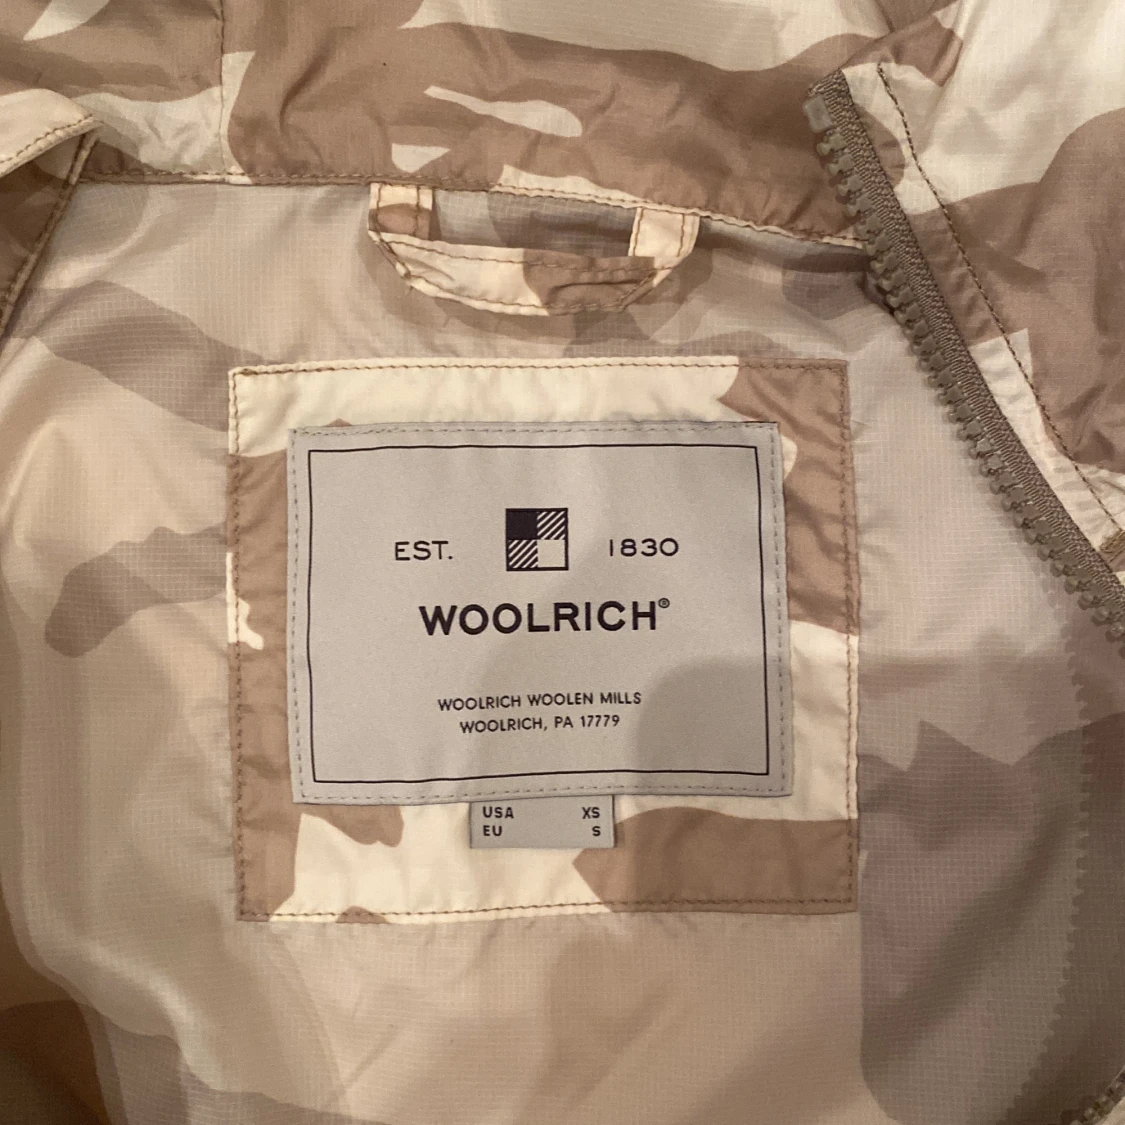 EST. 1830
WOOLRICH®
WOOLRICH WOOLEN MILLS
WOOLRICH, PA 17779
USA XS
EU S